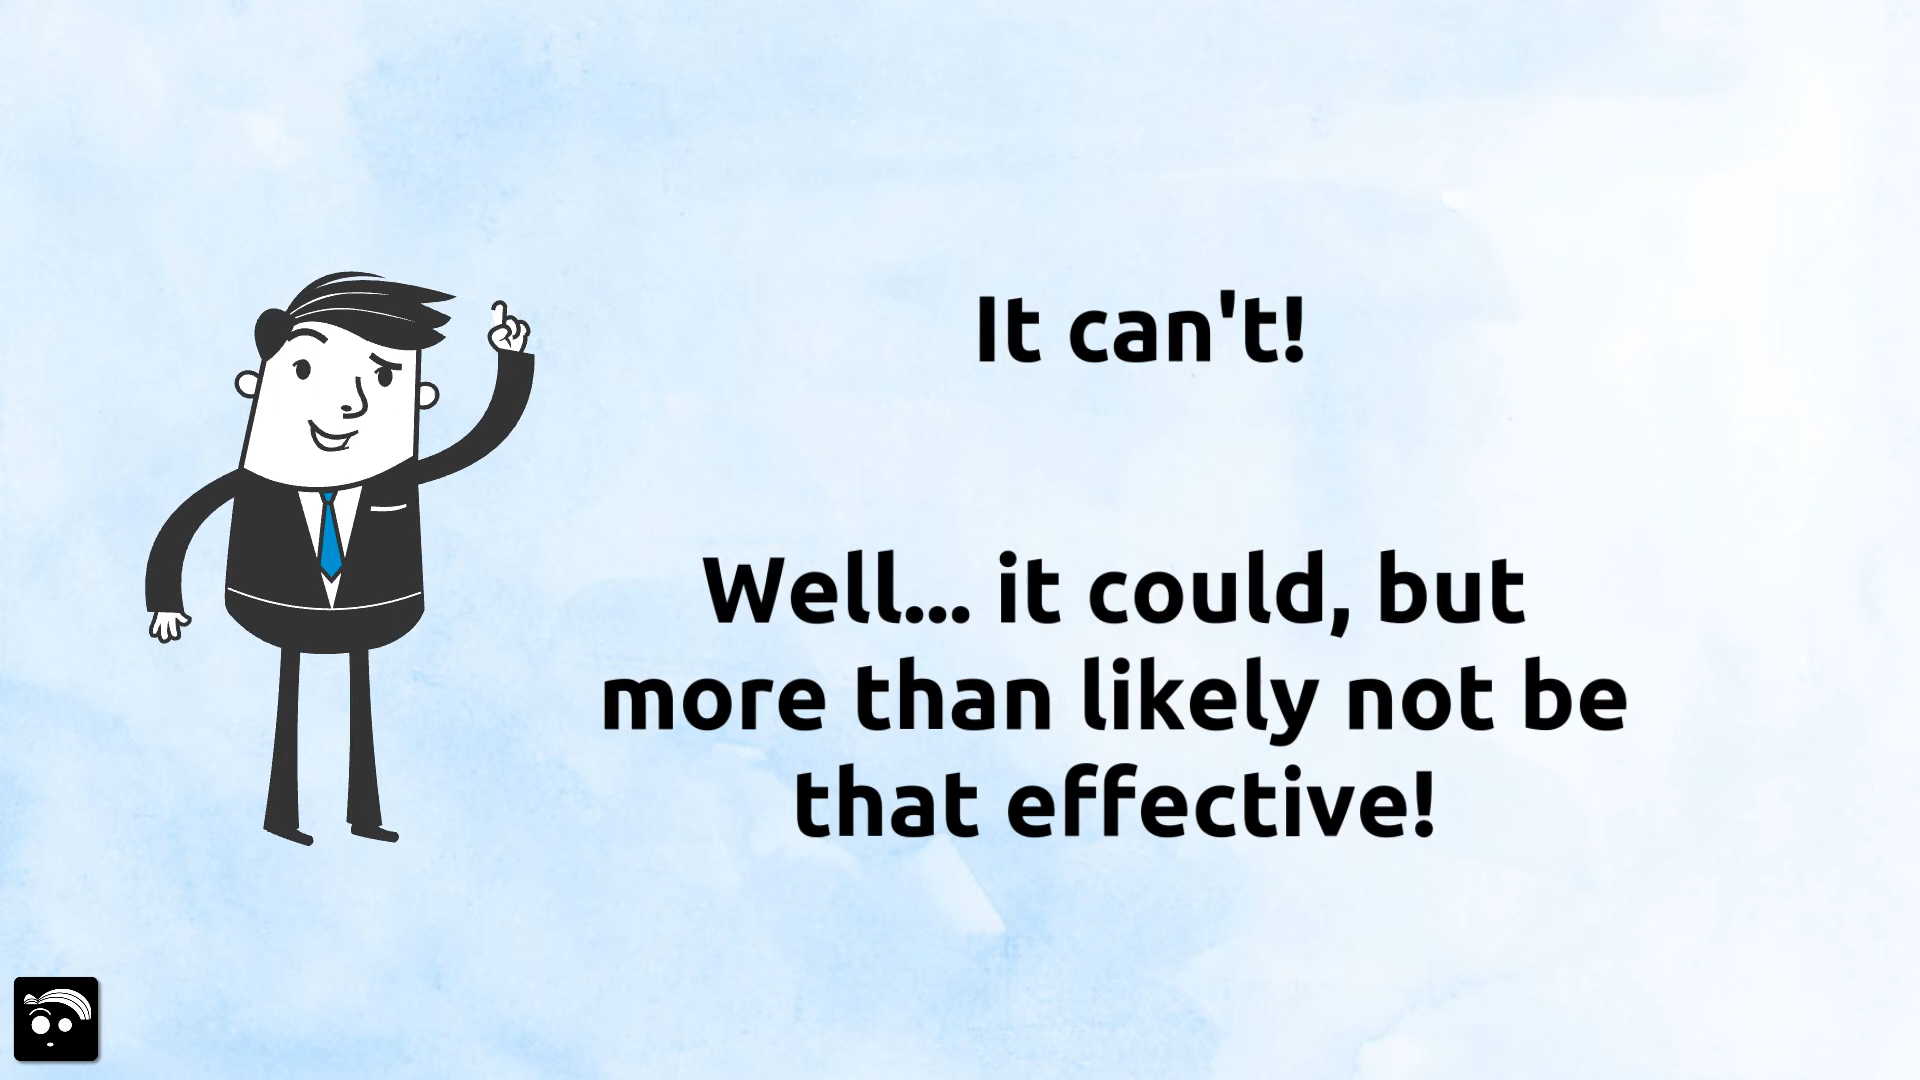 It can't!
Well... it could, but
more than likely not be
that effective!